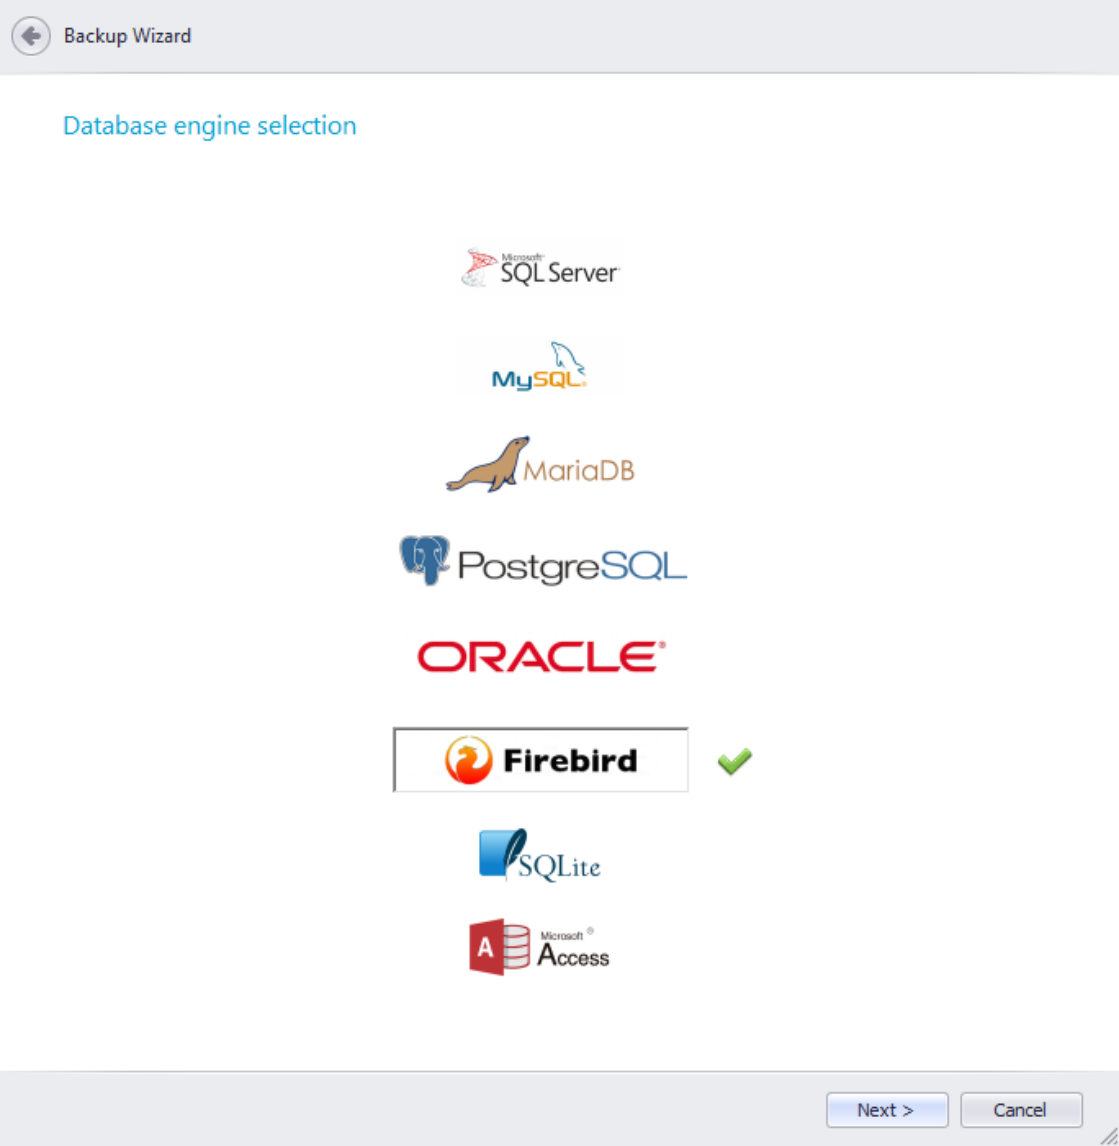 Backup Wizard
Database engine selection
Microsoft
SQL Server
MySQL
MariaDB
PostgreSQL
ORACLE®
Firebird
SQLite
A
Microsoft ®
Access
Next >
Cancel